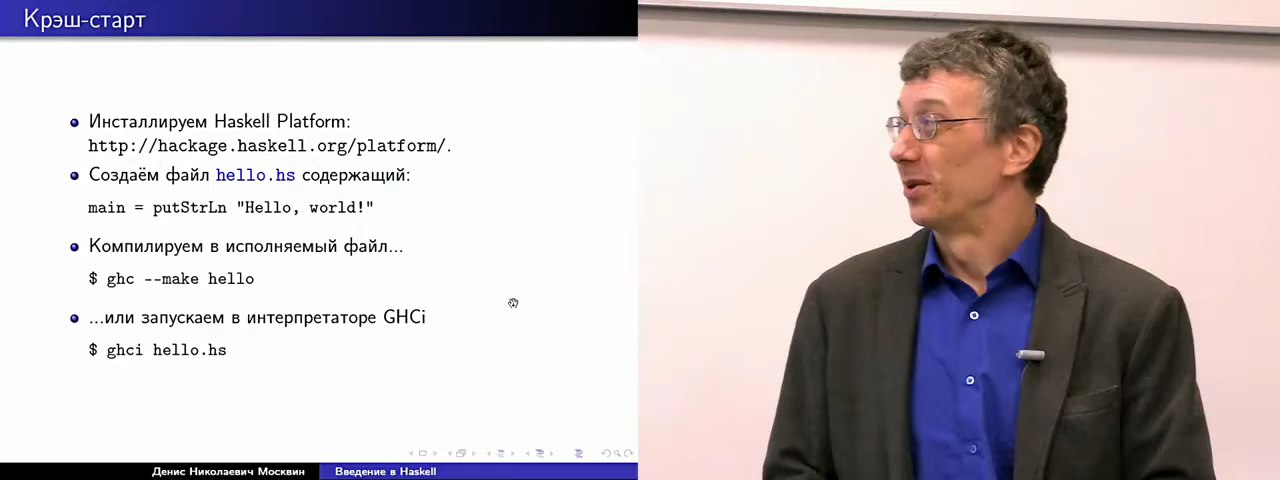 Крэш-старт
Инсталлируем Haskell Platform:
http://hackage.haskell.org/platform/.
Создаём файл hello.hs содержащий:
main = putStrLn "Hello, world!"
Компилируем в исполняемый файл...
$ ghc --make hello
...или запускаем в интерпретаторе GHCi
$ ghci hello.hs
Денис Николаевич Москвин
Введение в Haskell